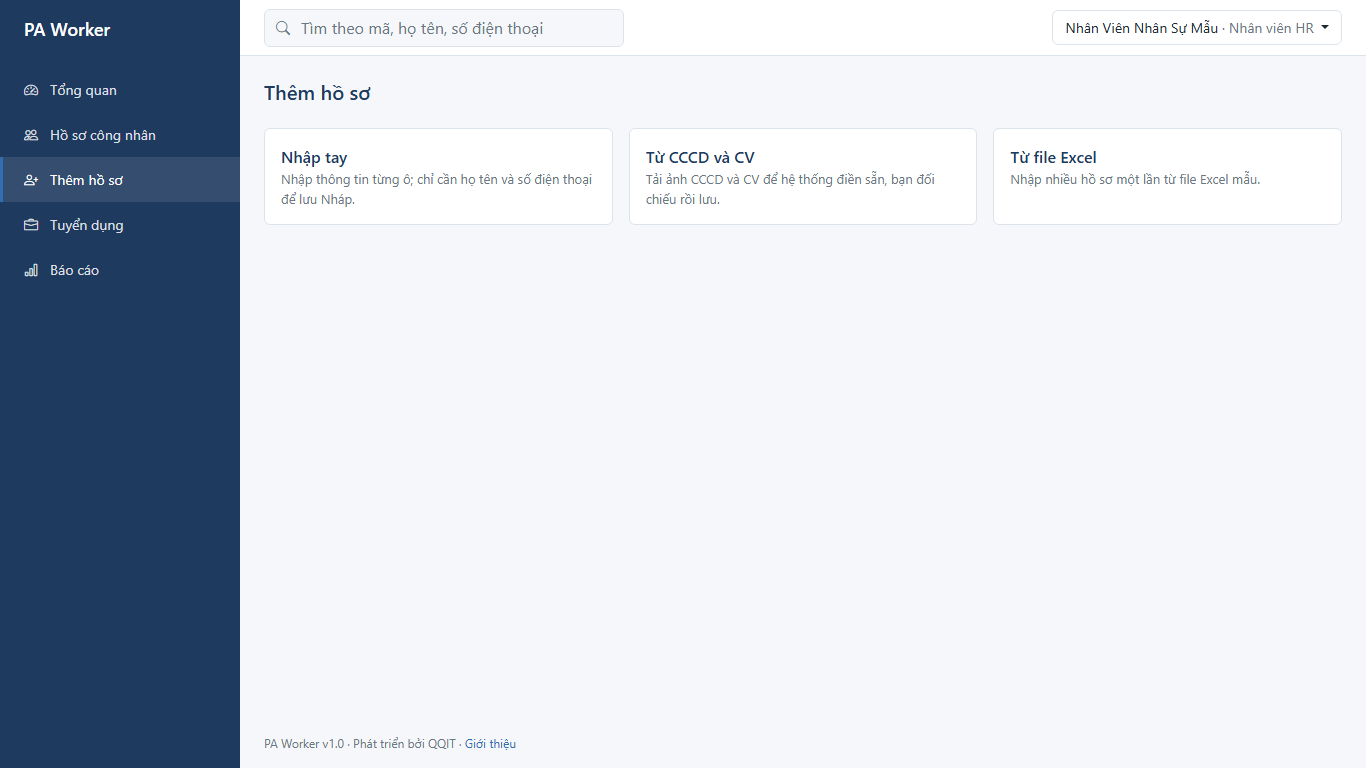 PA Worker
Tìm theo mã, họ tên, số điện thoại
Nhân Viên Nhân Sự Mẫu · Nhân viên HR
Tổng quan
Hồ sơ công nhân
Thêm hồ sơ
Tuyển dụng
Báo cáo
Thêm hồ sơ
Nhập tay
Nhập thông tin từng ô; chỉ cần họ tên và số điện thoại
để lưu Nháp.
Từ CCCD và CV
Tải ảnh CCCD và CV để hệ thống điền sẵn, bạn đối
chiếu rồi lưu.
Từ file Excel
Nhập nhiều hồ sơ một lần từ file Excel mẫu.
PA Worker v1.0 · Phát triển bởi QQIT · Giới thiệu